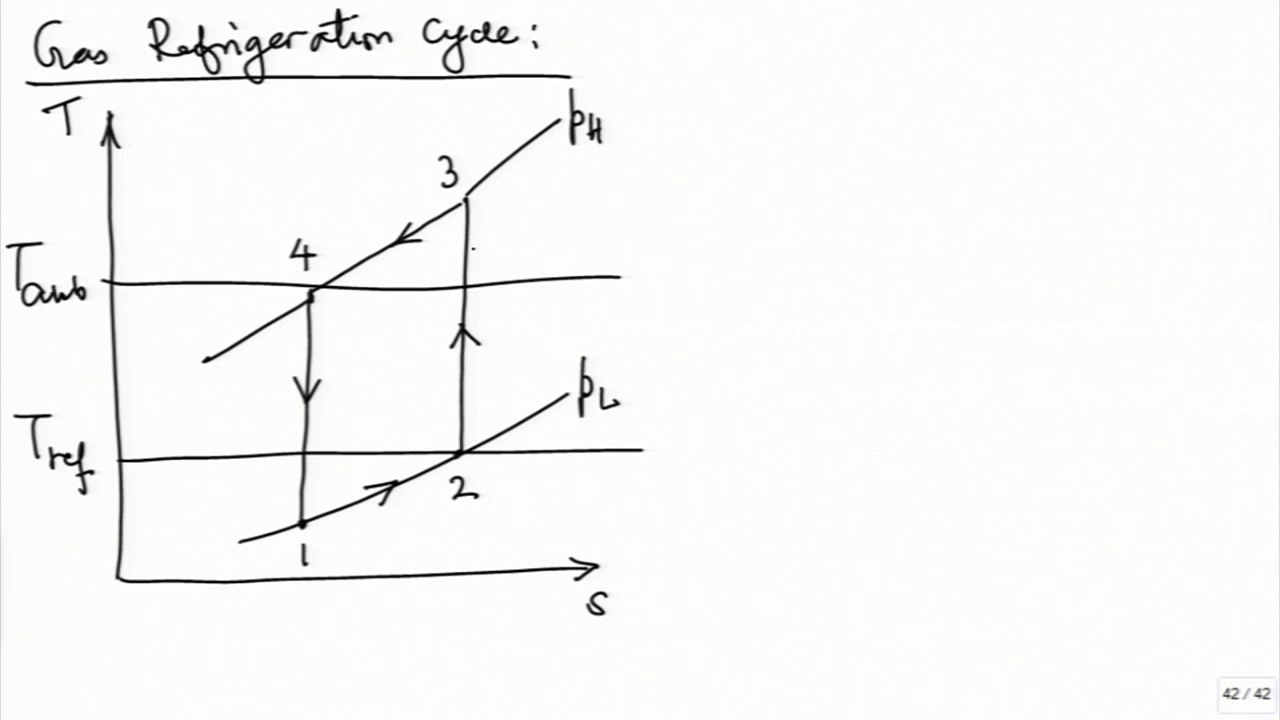 Gas Refrigeration Cycle:
T
pH
3
4
Tamb
pL
Tref
2
1
s
42 / 42